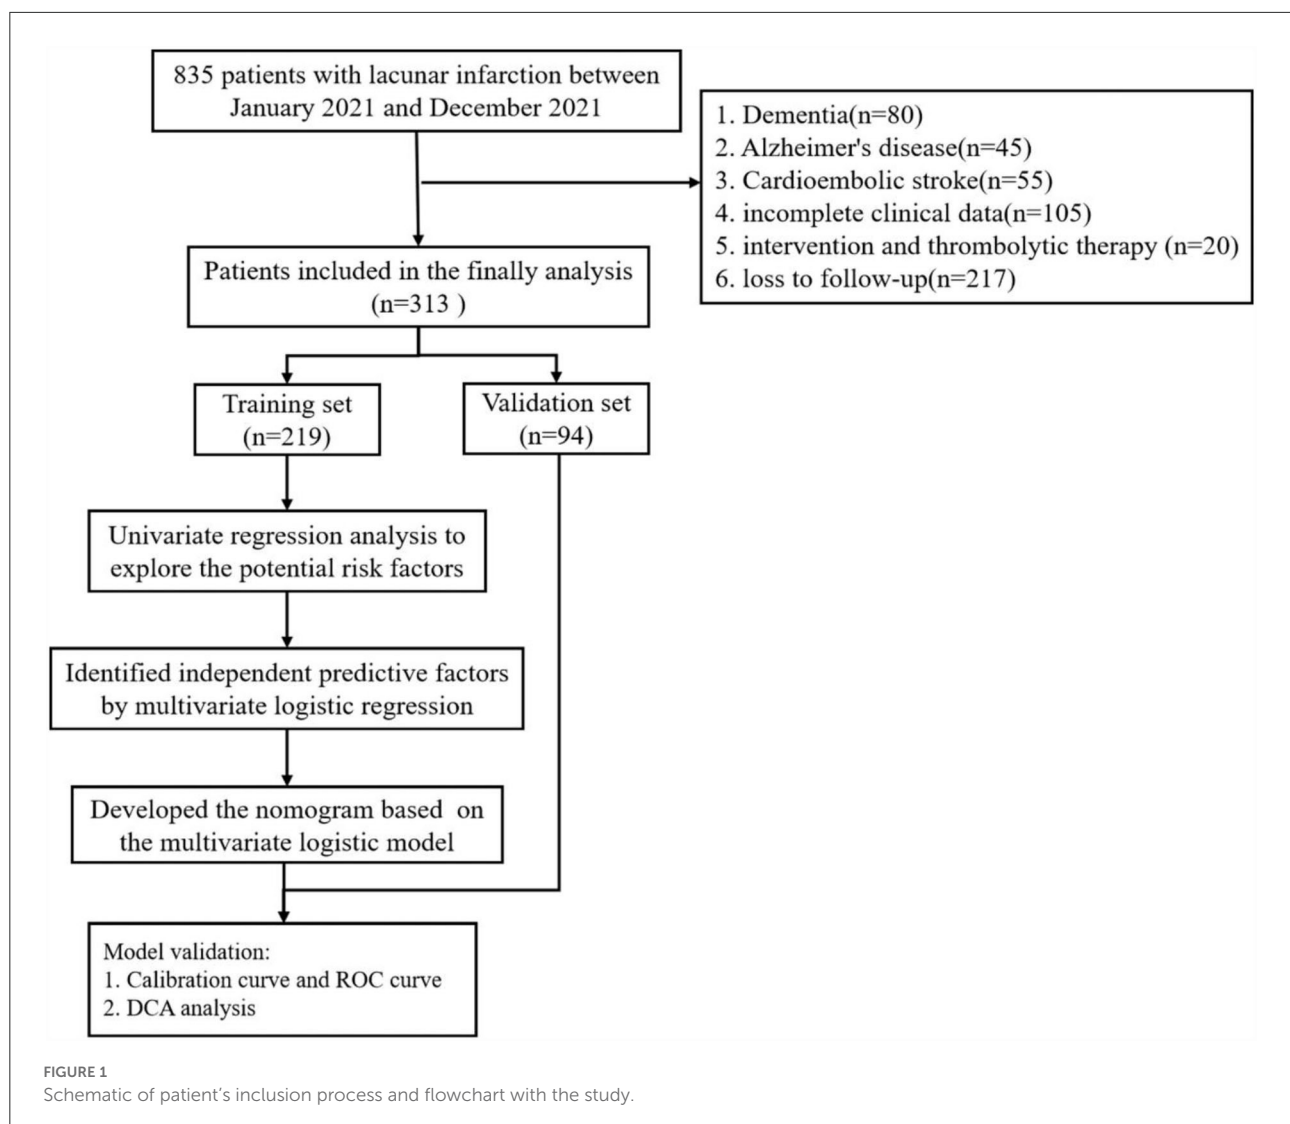 835 patients with lacunar infarction between
January 2021 and December 2021
1. Dementia(n=80)
2. Alzheimer's disease(n=45)
3. Cardioembolic stroke(n=55)
4. incomplete clinical data(n=105)
5. intervention and thrombolytic therapy (n=20)
6. loss to follow-up(n=217)
Patients included in the finally analysis
(n=313 )
Training set
(n=219)
Validation set
(n=94)
Univariate regression analysis to
explore the potential risk factors
Identified independent predictive factors
by multivariate logistic regression
Developed the nomogram based on
the multivariate logistic model
Model validation:
1. Calibration curve and ROC curve
2. DCA analysis
FIGURE 1
Schematic of patient's inclusion process and flowchart with the study.